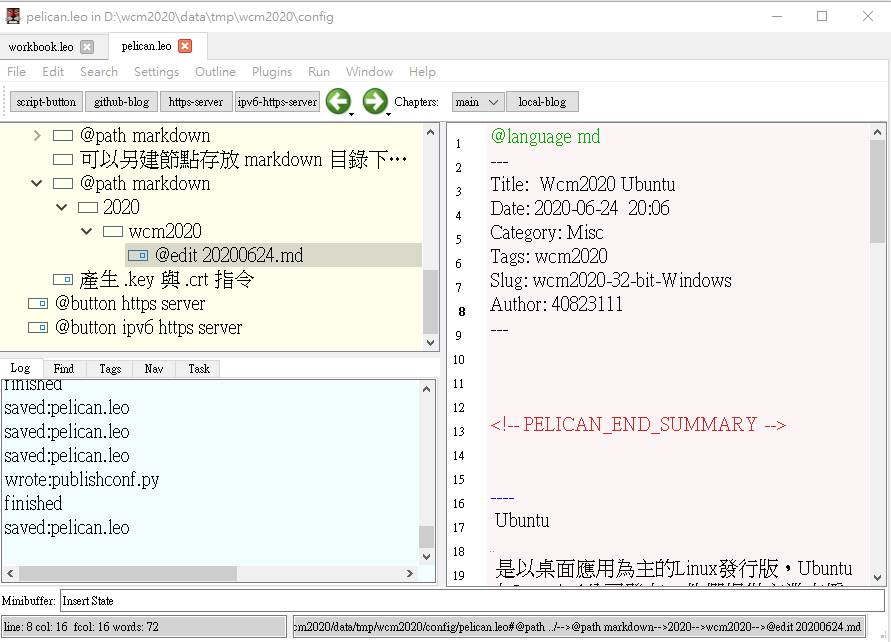 pelican.leo in D:\wcm2020\data\tmp\wcm2020\config
workbook.leo
pelican.leo
File Edit Search Settings Outline Plugins Run Window Help
script-button github-blog https-server ipv6-https-server Chapters: main local-blog
@path markdown
可以另建節點存放 markdown 目錄下…
@path markdown
2020
wcm2020
@edit 20200624.md
產生 .key 與 .crt 指令
@button https server
@button ipv6 https server
Log Find Tags Nav Task
finished
saved:pelican.leo
saved:pelican.leo
saved:pelican.leo
wrote:publishconf.py
finished
saved:pelican.leo
1 @language md
2 ---
3 Title:  Wcm2020 Ubuntu
4 Date: 2020-06-24  20:06
5 Category: Misc
6 Tags: wcm2020
7 Slug: wcm2020-32-bit-Windows
8 Author: 40823111
9 ---
10
11
12
13 <!-- PELICAN_END_SUMMARY -->
14
15
16 ----
17 Ubuntu
18
19 是以桌面應用為主的Linux發行版，Ubuntu
Minibuffer: Insert State
line: 8 col: 16  fcol: 16 words: 72
cm2020/data/tmp/wcm2020/config/pelican.leo#@path ../-->@path markdown-->2020-->wcm2020-->@edit 20200624.md